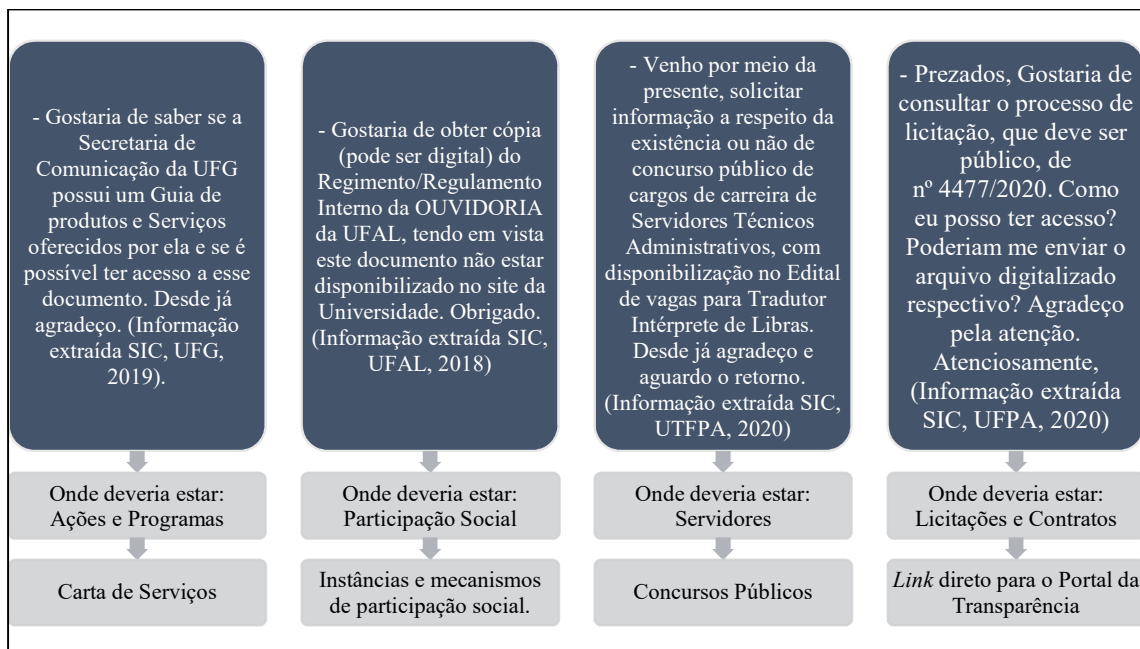 - Gostaria de saber se a
Secretaria de
Comunicação da UFG
possui um Guia de
produtos e Serviços
oferecidos por ela e se é
possível ter acesso a esse
documento. Desde já
agradeço. (Informação
extraída SIC, UFG,
2019).
Onde deveria estar:
Ações e Programas
Carta de Serviços
- Gostaria de obter cópia
(pode ser digital) do
Regimento/Regulamento
Interno da OUVIDORIA
da UFAL, tendo em vista
este documento não estar
disponibilizado no site da
Universidade. Obrigado.
(Informação extraída SIC,
UFAL, 2018)
Onde deveria estar:
Participação Social
Instâncias e mecanismos
de participação social.
- Venho por meio da
presente, solicitar
informação a respeito da
existência ou não de
concurso público de
cargos de carreira de
Servidores Técnicos
Administrativos, com
disponibilização no Edital
de vagas para Tradutor
Intérprete de Libras.
Desde já agradeço e
aguardo o retorno.
(Informação extraída SIC,
UTFPA, 2020)
Onde deveria estar:
Servidores
Concursos Públicos
- Prezados, Gostaria de
consultar o processo de
licitação, que deve ser
público, de
nº 4477/2020. Como
eu posso ter acesso?
Poderiam me enviar o
arquivo digitalizado
respectivo? Agradeço
pela atenção.
Atenciosamente,
(Informação extraída
SIC, UFPA, 2020)
Onde deveria estar:
Licitações e Contratos
Link direto para o Portal da
Transparência